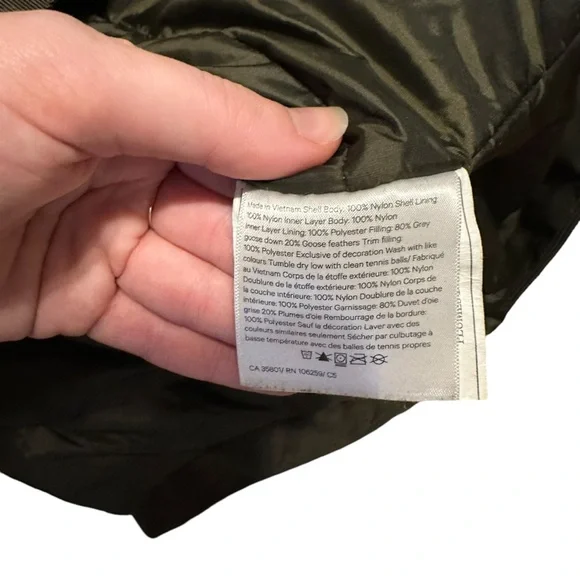 Made in Vietnam Shell Body: 100% Nylon Shell Lining:
100% Nylon Inner Layer Body: 100% Nylon
Inner Layer Lining: 100% Polyester Filling: 80% Grey
goose down 20% Goose feathers Trim filling:
100% Polyester Exclusive of decoration Wash with like
colours Tumble dry low with clean tennis balls/ Fabriqué
au Vietnam Corps de la étoffe extérieure: 100% Nylon
Doublure de la étoffe extérieure: 100% Nylon Corps de
la couche intérieure: 100% Nylon Doublure de la couche
intérieure: 100% Polyester Garnissage: 80% Duvet d'oie
grise 20% Plumes d'oie Rembourrage de la bordure:
100% Polyester Sauf la décoration Laver avec des
couleurs similaires seulement Sécher par culbutage à
basse température avec des balles de tennis propres
CA 35801/ RN 106259/ C5